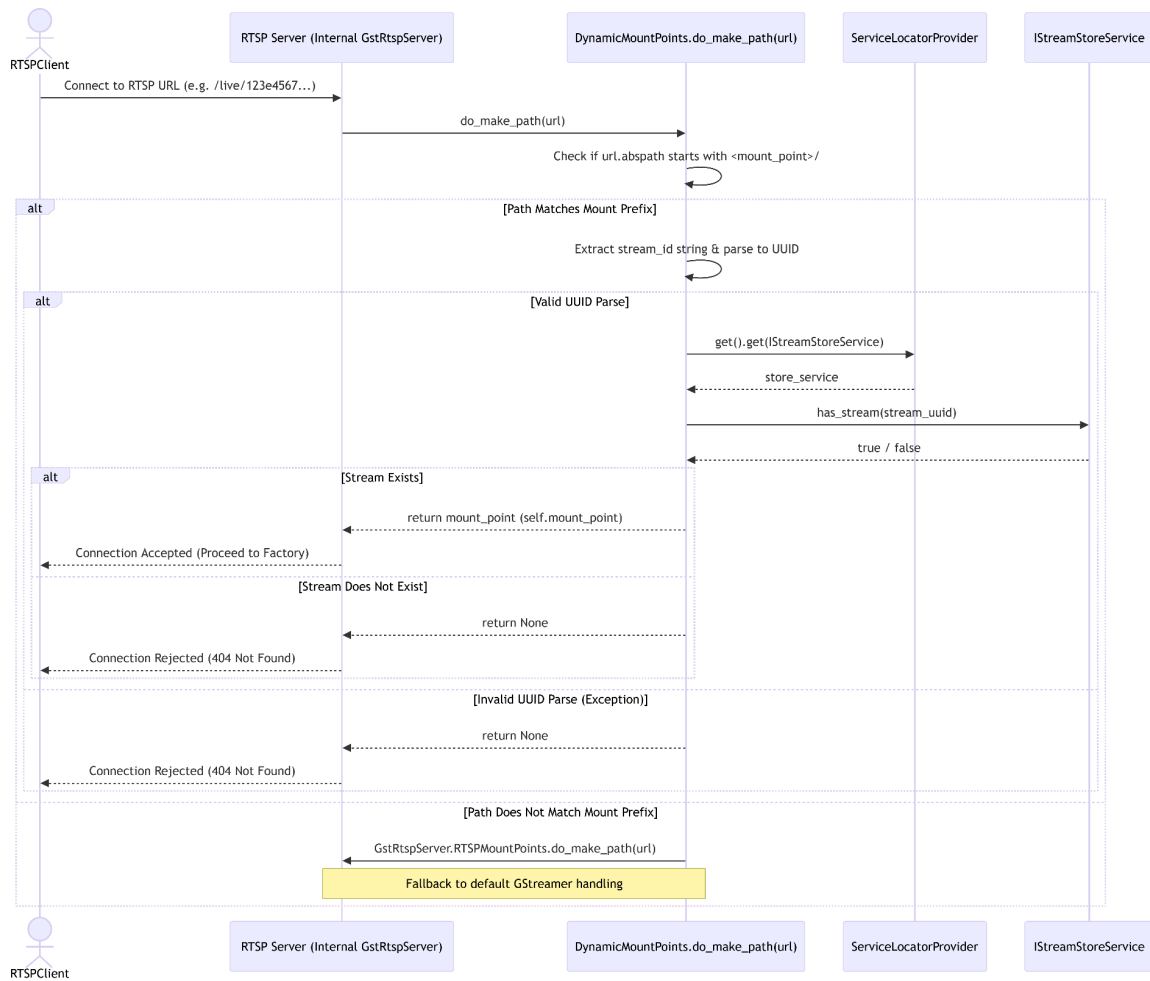 RTSPClient
RTSP Server (Internal GstRtspServer)
DynamicMountPoints.do_make_path(url)
ServiceLocatorProvider
IStreamStoreService
Connect to RTSP URL (e.g. /live/123e4567...)
do_make_path(url)
Check if url.abspath starts with <mount_point>/
alt
[Path Matches Mount Prefix]
Extract stream_id string & parse to UUID
alt
[Valid UUID Parse]
get().get(IStreamStoreService)
store_service
has_stream(stream_uuid)
true / false
alt
[Stream Exists]
return mount_point (self.mount_point)
Connection Accepted (Proceed to Factory)
[Stream Does Not Exist]
return None
Connection Rejected (404 Not Found)
[Invalid UUID Parse (Exception)]
return None
Connection Rejected (404 Not Found)
[Path Does Not Match Mount Prefix]
GstRtspServer.RTSPMountPoints.do_make_path(url)
Fallback to default GStreamer handling
RTSPClient
RTSP Server (Internal GstRtspServer)
DynamicMountPoints.do_make_path(url)
ServiceLocatorProvider
IStreamStoreService